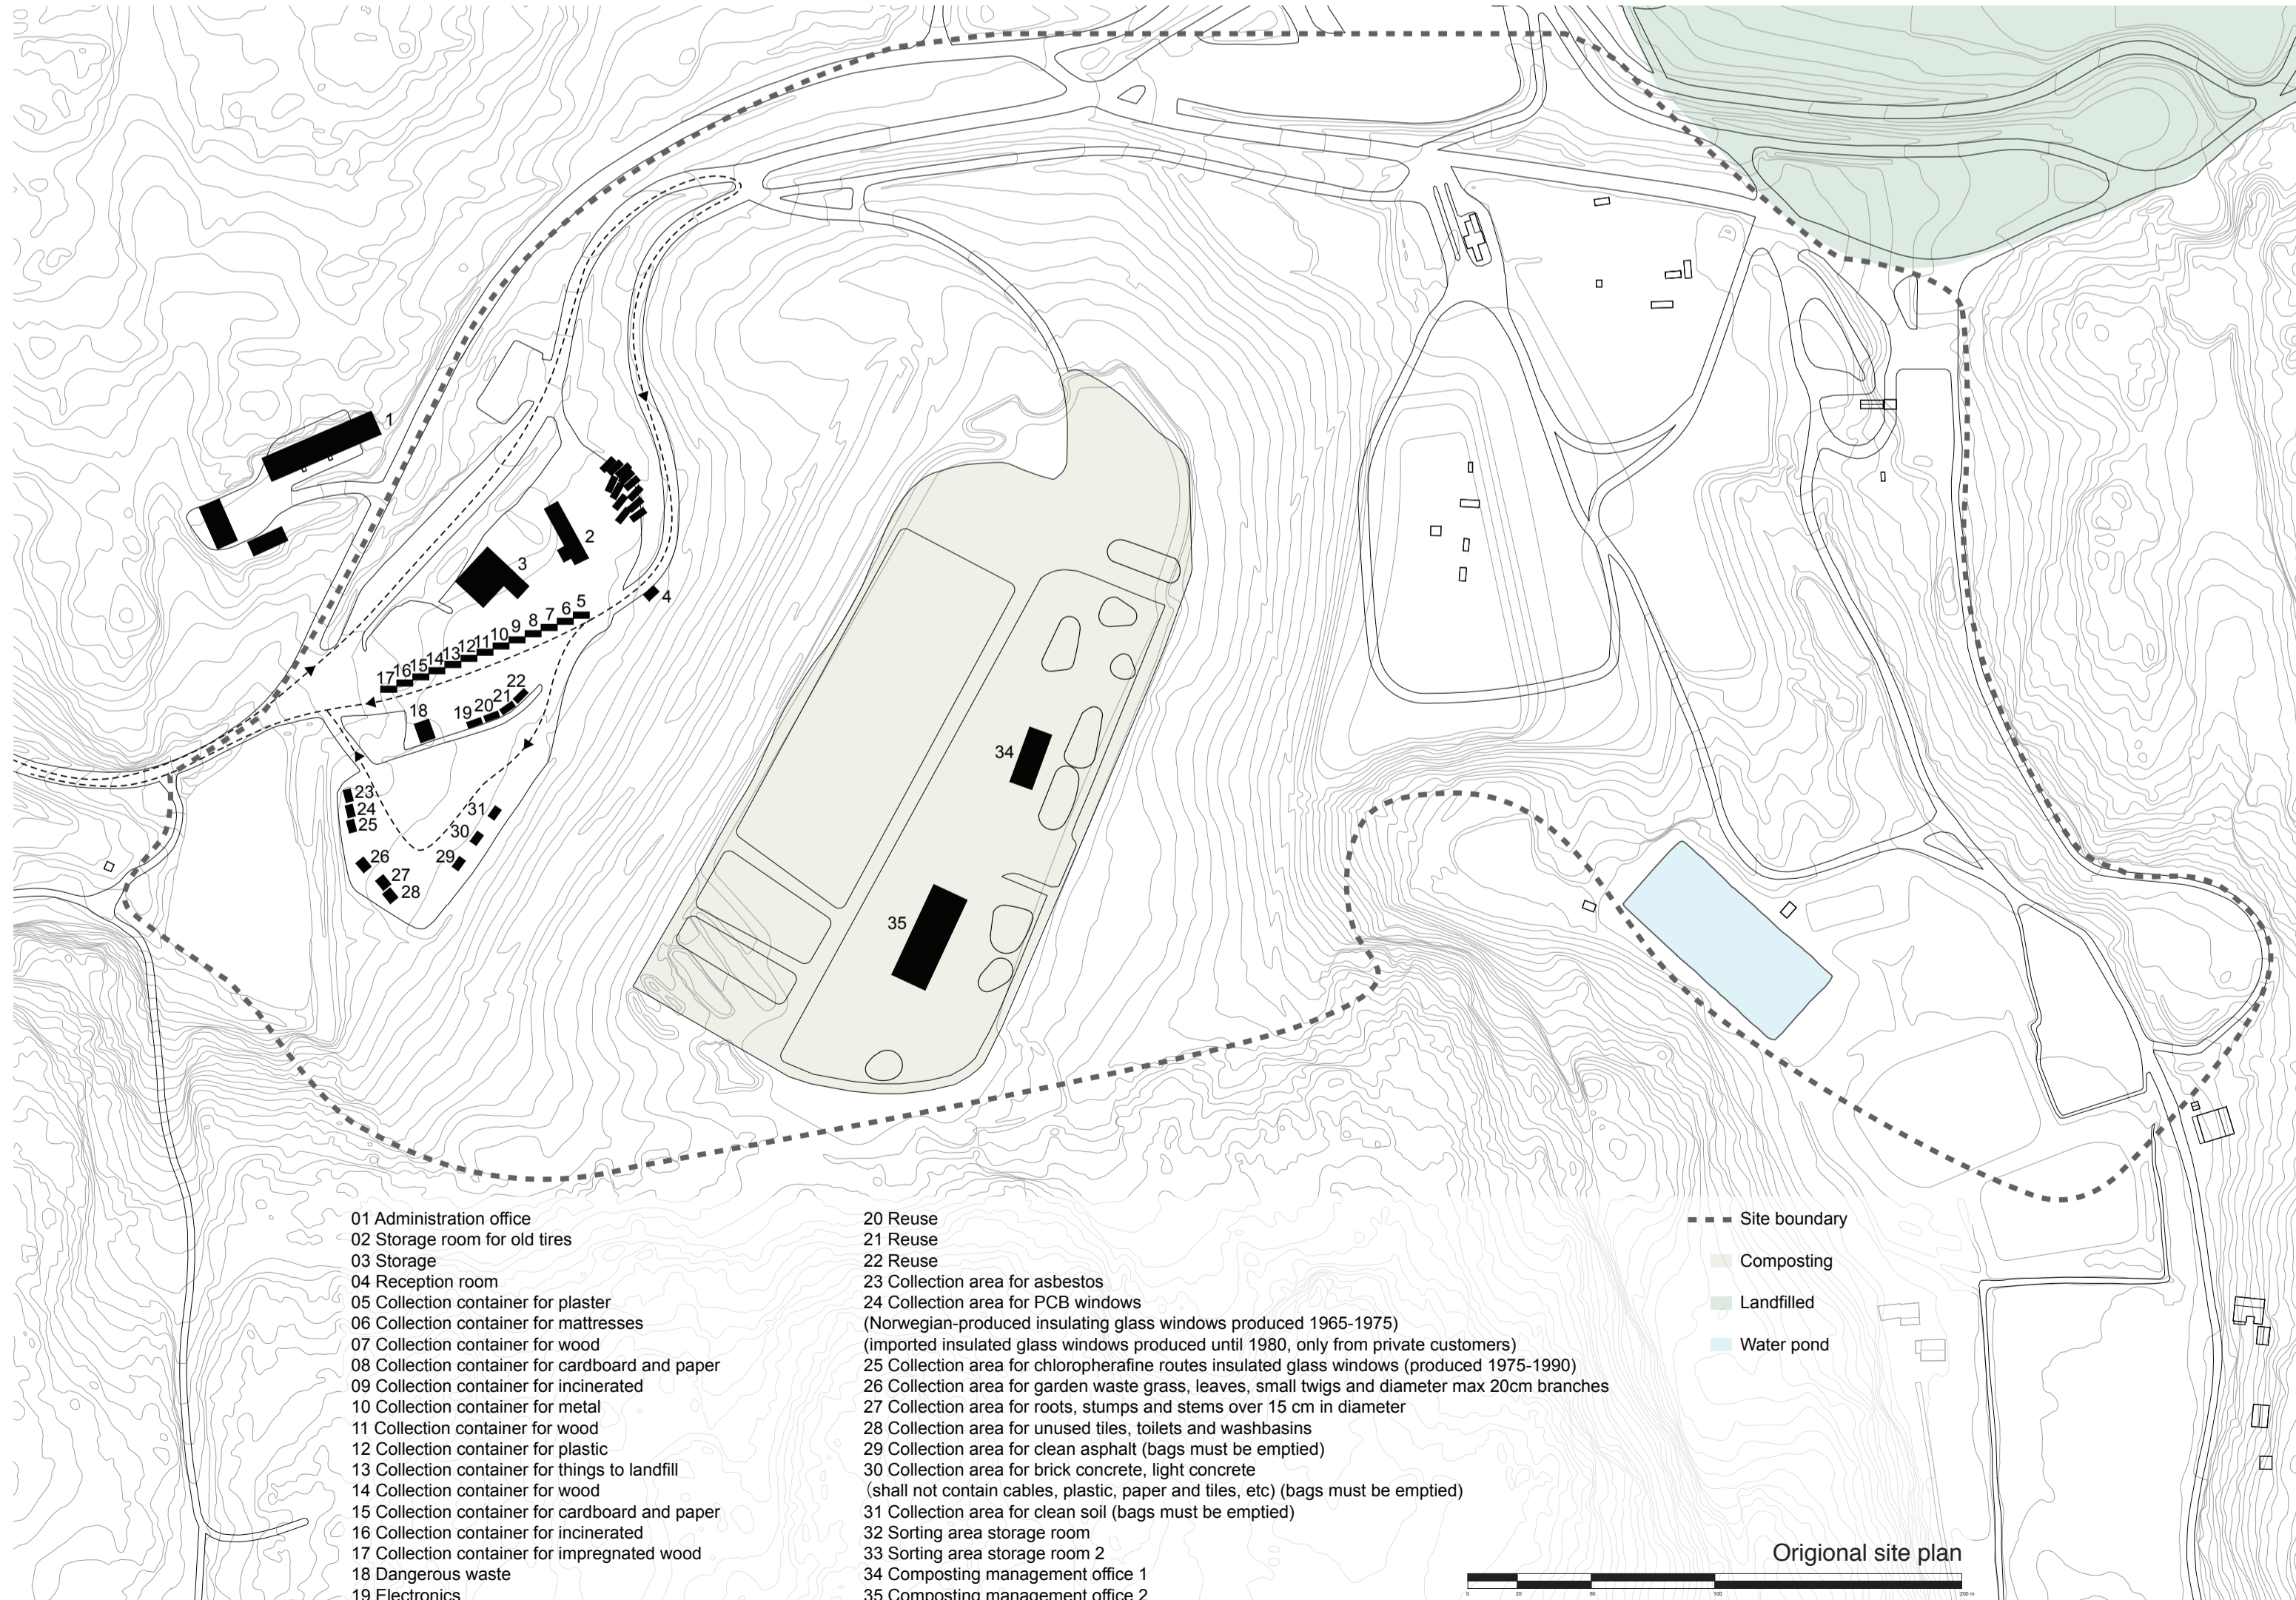 1
2
3
4
5
6
7
8
9
10
11
12
13
14
15
16
17
18
19
20
21
22
23
24
25
26
27
28
29
30
31
34
35
01 Administration office
02 Storage room for old tires
03 Storage
04 Reception room
05 Collection container for plaster
06 Collection container for mattresses
07 Collection container for wood
08 Collection container for cardboard and paper
09 Collection container for incinerated
10 Collection container for metal
11 Collection container for wood
12 Collection container for plastic
13 Collection container for things to landfill
14 Collection container for wood
15 Collection container for cardboard and paper
16 Collection container for incinerated
17 Collection container for impregnated wood
18 Dangerous waste
19 Electronics
20 Reuse
21 Reuse
22 Reuse
23 Collection area for asbestos
24 Collection area for PCB windows
(Norwegian-produced insulating glass windows produced 1965-1975)
(imported insulated glass windows produced until 1980, only from private customers)
25 Collection area for chloropherafine routes insulated glass windows (produced 1975-1990)
26 Collection area for garden waste grass, leaves, small twigs and diameter max 20cm branches
27 Collection area for roots, stumps and stems over 15 cm in diameter
28 Collection area for unused tiles, toilets and washbasins
29 Collection area for clean asphalt (bags must be emptied)
30 Collection area for brick concrete, light concrete
(shall not contain cables, plastic, paper and tiles, etc) (bags must be emptied)
31 Collection area for clean soil (bags must be emptied)
32 Sorting area storage room
33 Sorting area storage room 2
34 Composting management office 1
35 Composting management office 2
Site boundary
Composting
Landfilled
Water pond
Origional site plan
0 20 50 100 200 m